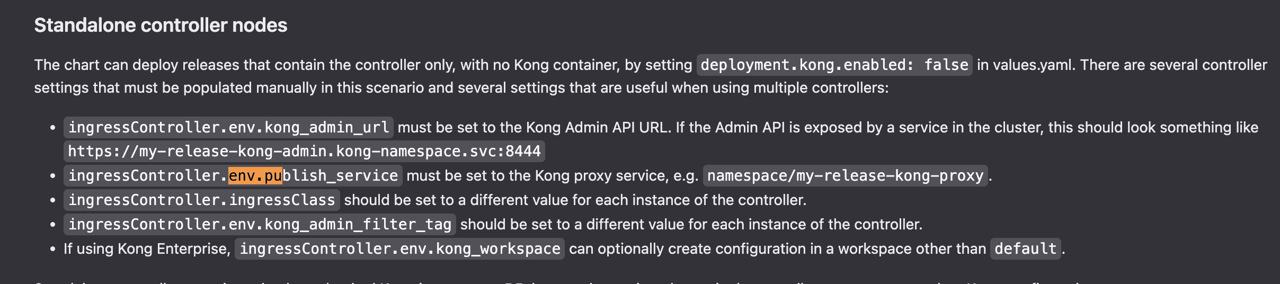 Standalone controller nodes
The chart can deploy releases that contain the controller only, with no Kong container, by setting deployment.kong.enabled: false in values.yaml. There are several controller
settings that must be populated manually in this scenario and several settings that are useful when using multiple controllers:
• ingressController.env.kong_admin_url must be set to the Kong Admin API URL. If the Admin API is exposed by a service in the cluster, this should look something like
https://my-release-kong-admin.kong-namespace.svc:8444
• ingressController.env.publish_service must be set to the Kong proxy service, e.g. namespace/my-release-kong-proxy.
• ingressController.ingressClass should be set to a different value for each instance of the controller.
• ingressController.env.kong_admin_filter_tag should be set to a different value for each instance of the controller.
• If using Kong Enterprise, ingressController.env.kong_workspace can optionally create configuration in a workspace other than default.